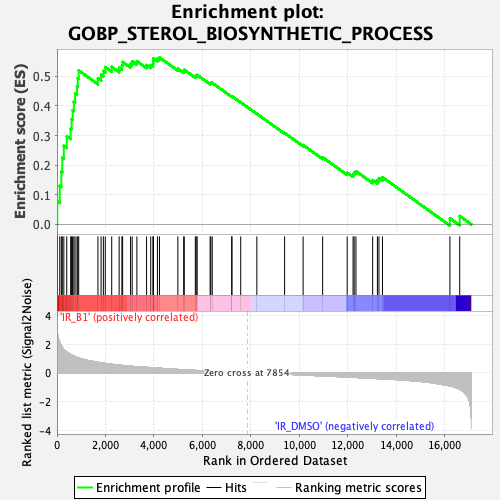 Enrichment plot:
GOBP_STEROL_BIOSYNTHETIC_PROCESS
Enrichment score (ES)
0.5
0.4
0.3
0.2
0.1
0.0
Ranked list metric (Signal2Noise)
'IR_B1' (positively correlated)
4
2
0
-2
-4
Zero cross at 7854
'IR_DMSO' (negatively correlated)
0
2,000
4,000
6,000
8,000
10,000
12,000
14,000
16,000
Rank in Ordered Dataset
Enrichment profile
Hits
Ranking metric scores